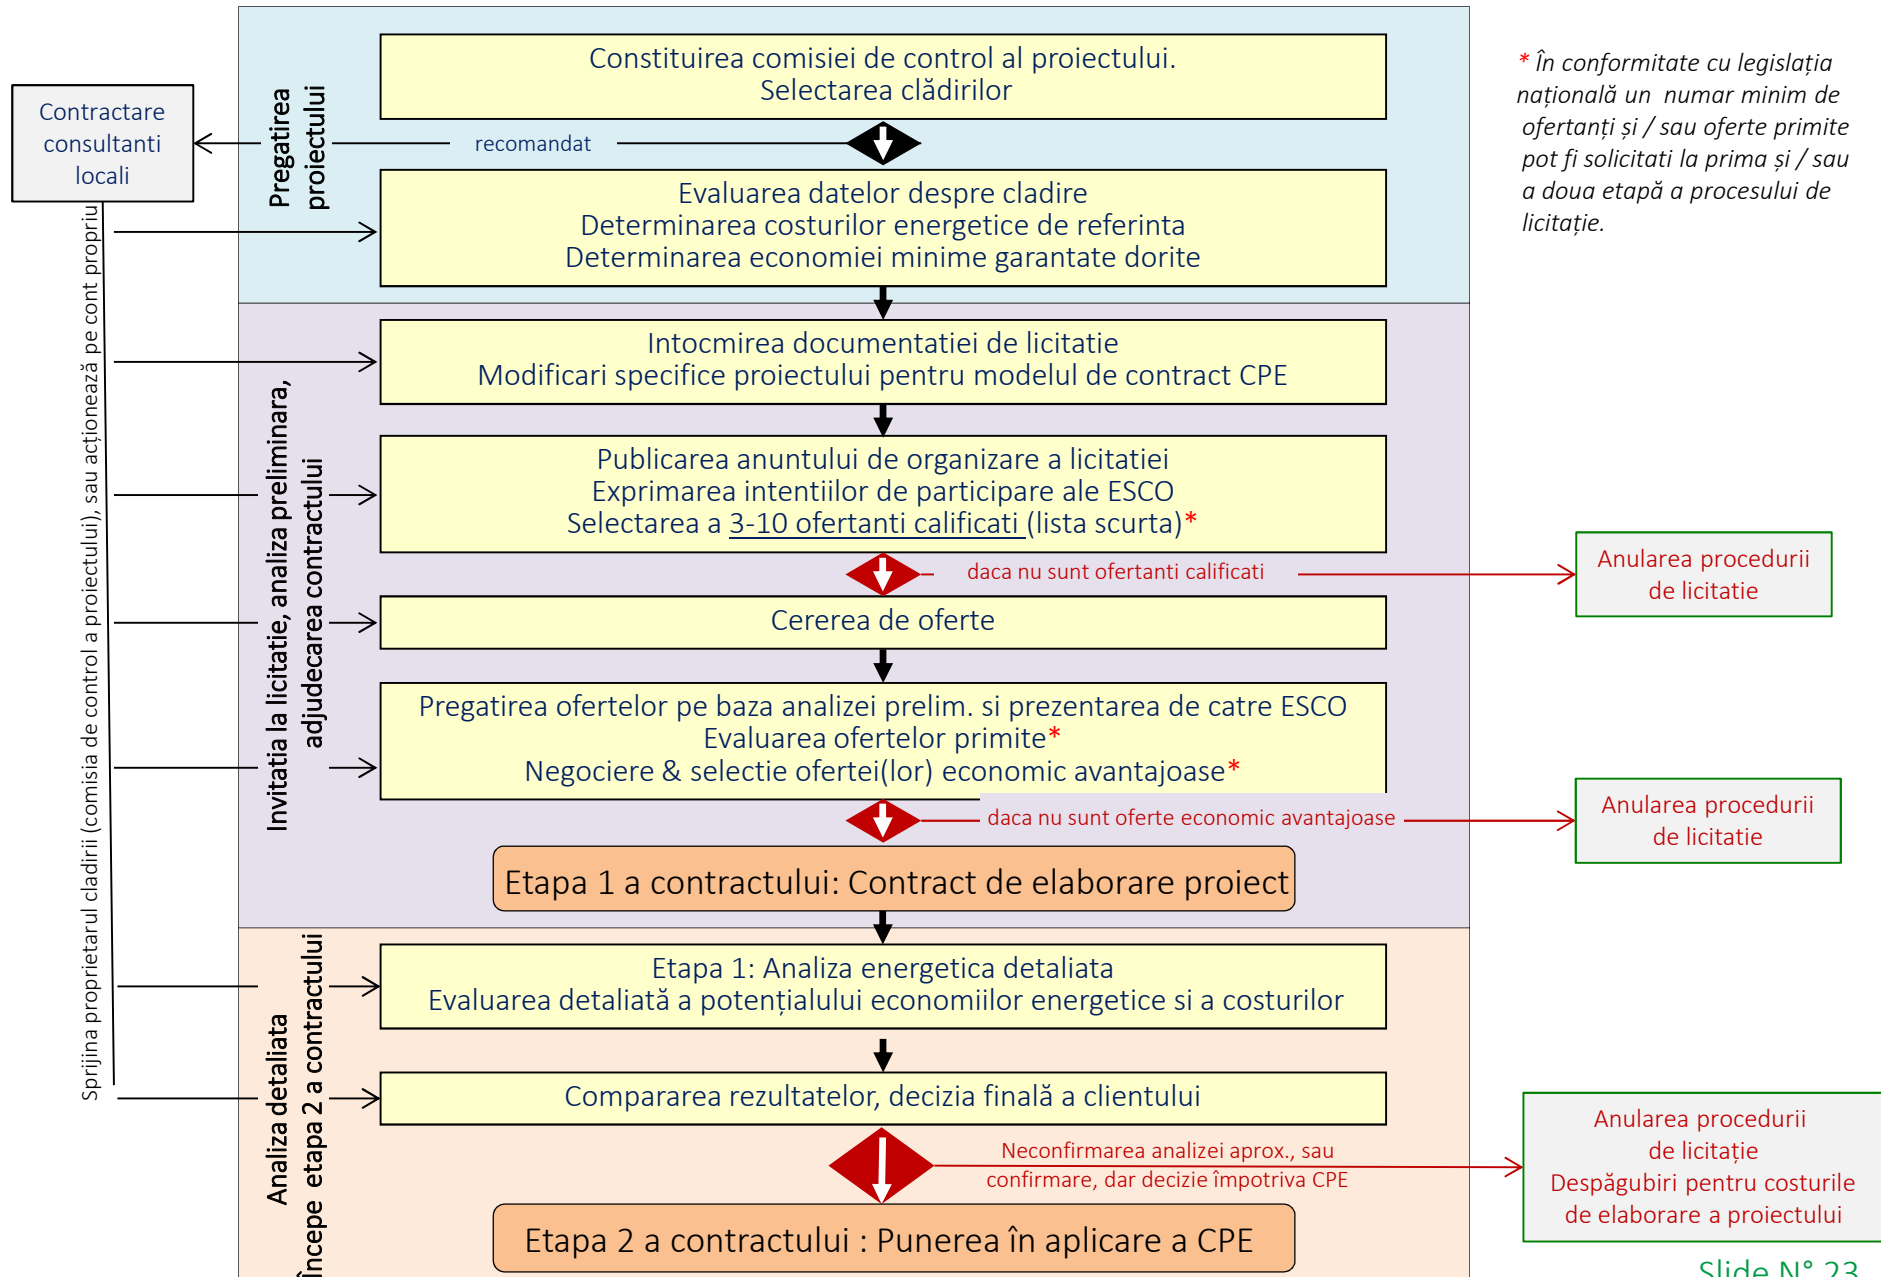 Constituirea comisiei de control al proiectului.
Selectarea clădirilor
* În conformitate cu legislația
națională un  numar minim de
ofertanți și / sau oferte primite
pot fi solicitati la prima și / sau
a doua etapă a procesului de
licitație.
Contractare
consultanti
locali
recomandat
Pregatirea
proiectului
Evaluarea datelor despre cladire
Determinarea costurilor energetice de referinta
Determinarea economiei minime garantate dorite
Sprijina proprietarul cladirii (comisia de control a proiectului), sau acționează pe cont propriu
Invitatia la licitatie, analiza preliminara,
adjudecarea contractului
Intocmirea documentatiei de licitatie
Modificari specifice proiectului pentru modelul de contract CPE
Publicarea anuntului de organizare a licitatiei
Exprimarea intentiilor de participare ale ESCO
Selectarea a 3-10 ofertanti calificati (lista scurta)*
daca nu sunt ofertanti calificati
Anularea procedurii
de licitatie
Cererea de oferte
Pregatirea ofertelor pe baza analizei prelim. si prezentarea de catre ESCO
Evaluarea ofertelor primite*
Negociere & selectie ofertei(lor) economic avantajoase*
daca nu sunt oferte economic avantajoase
Anularea procedurii
de licitatie
Etapa 1 a contractului: Contract de elaborare proiect
Analiza detaliata
Începe  etapa 2 a contractului
Etapa 1: Analiza energetica detaliata
Evaluarea detaliată a potențialului economiilor energetice si a costurilor
Compararea rezultatelor, decizia finală a clientului
Neconfirmarea analizei aprox., sau
confirmare, dar decizie împotriva CPE
Anularea procedurii
de licitație
Despăgubiri pentru costurile
de elaborare a proiectului
Etapa 2 a contractului : Punerea în aplicare a CPE
Slide N° 23